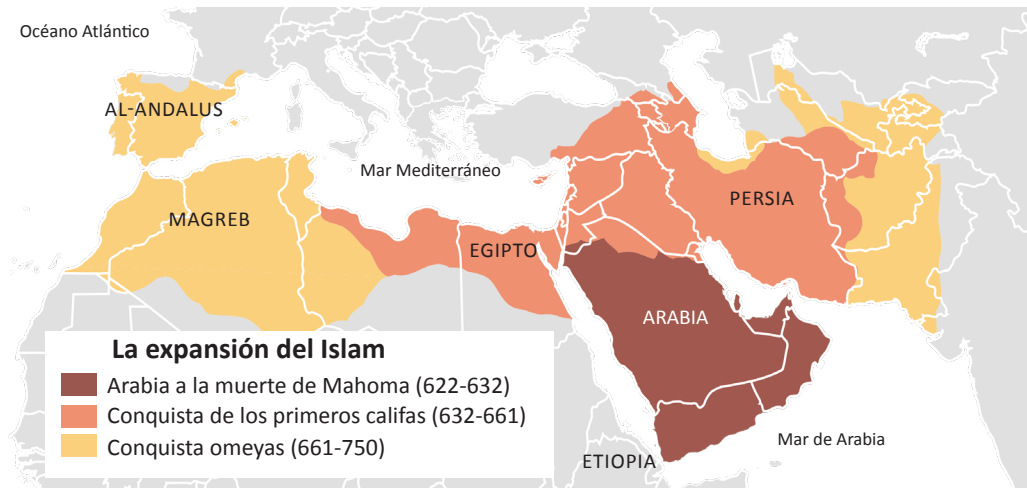 Océano Atlántico
AL-ANDALUS
Mar Mediterráneo
MAGREB
EGIPTO
PERSIA
ARABIA
ETIOPIA
Mar de Arabia
La expansión del Islam
Arabia a la muerte de Mahoma (622-632)
Conquista de los primeros califas (632-661)
Conquista omeyas (661-750)